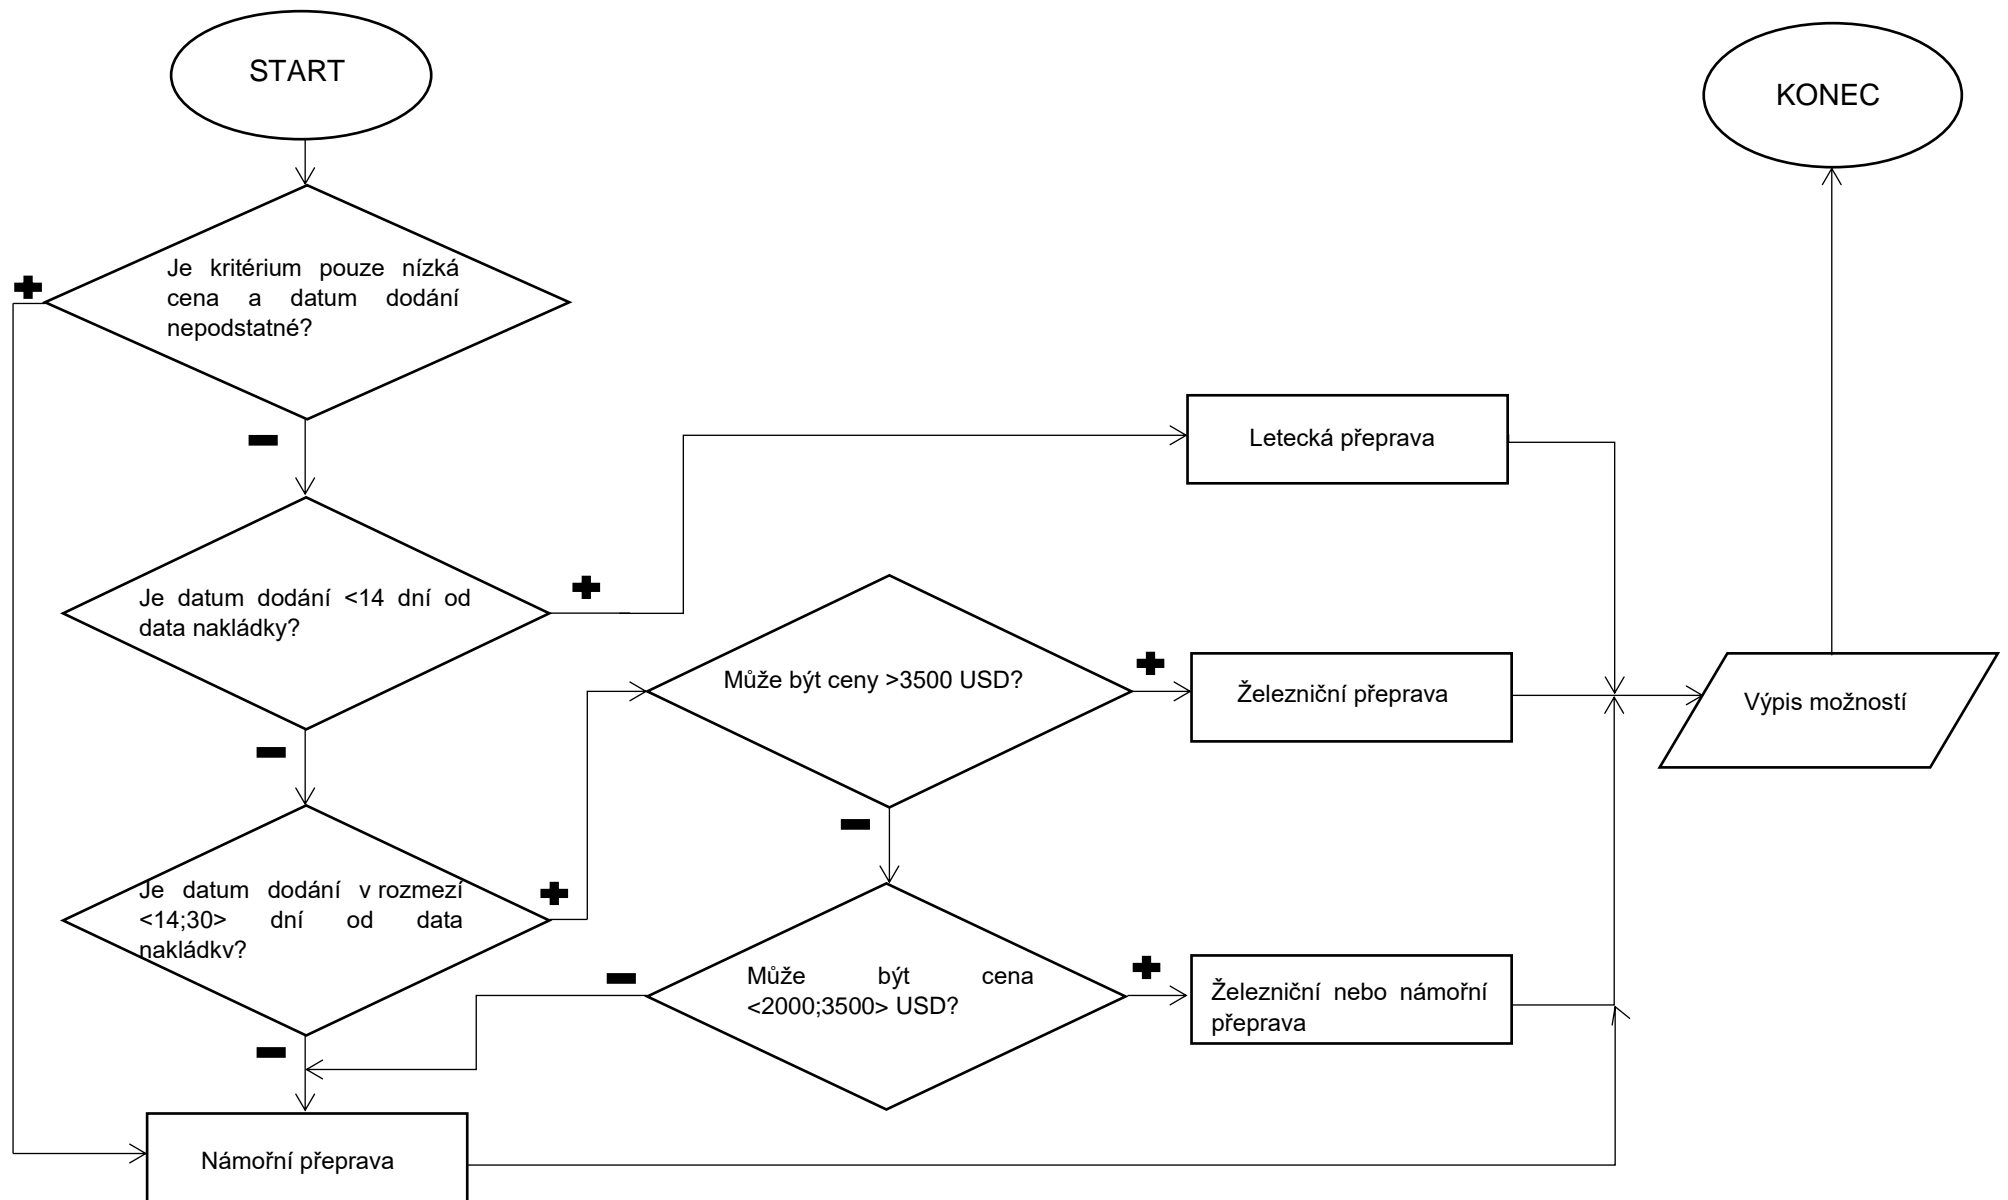 START
KONEC
Je kritérium pouze nízká
cena a datum dodání
nepodstatné?
Letecká přeprava
Je datum dodání <14 dní od
data nakládky?
Může být ceny >3500 USD?
Železniční přeprava
Výpis možností
Je datum dodání v rozmezí
<14;30> dní od data
nakládky?
Může být cena
<2000;3500> USD?
Železniční nebo námořní
přeprava
Námořní přeprava